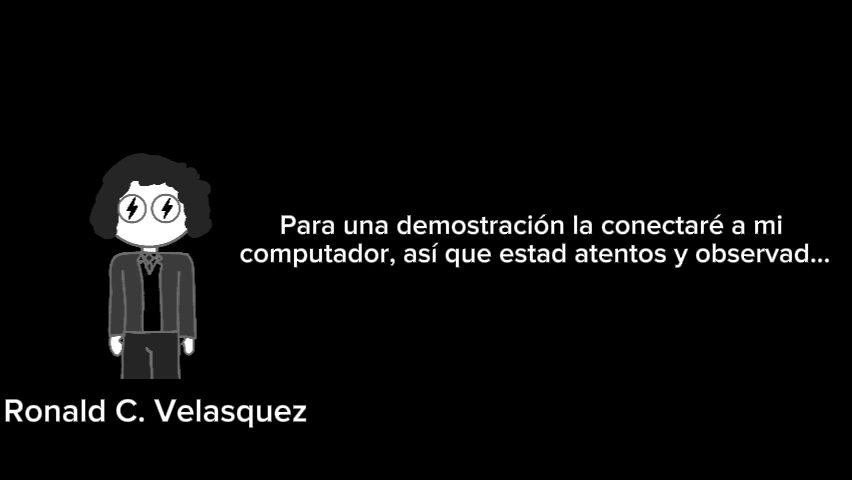 Para una demostración la conectaré a mi
computador, así que estad atentos y observad...
Ronald C. Velasquez